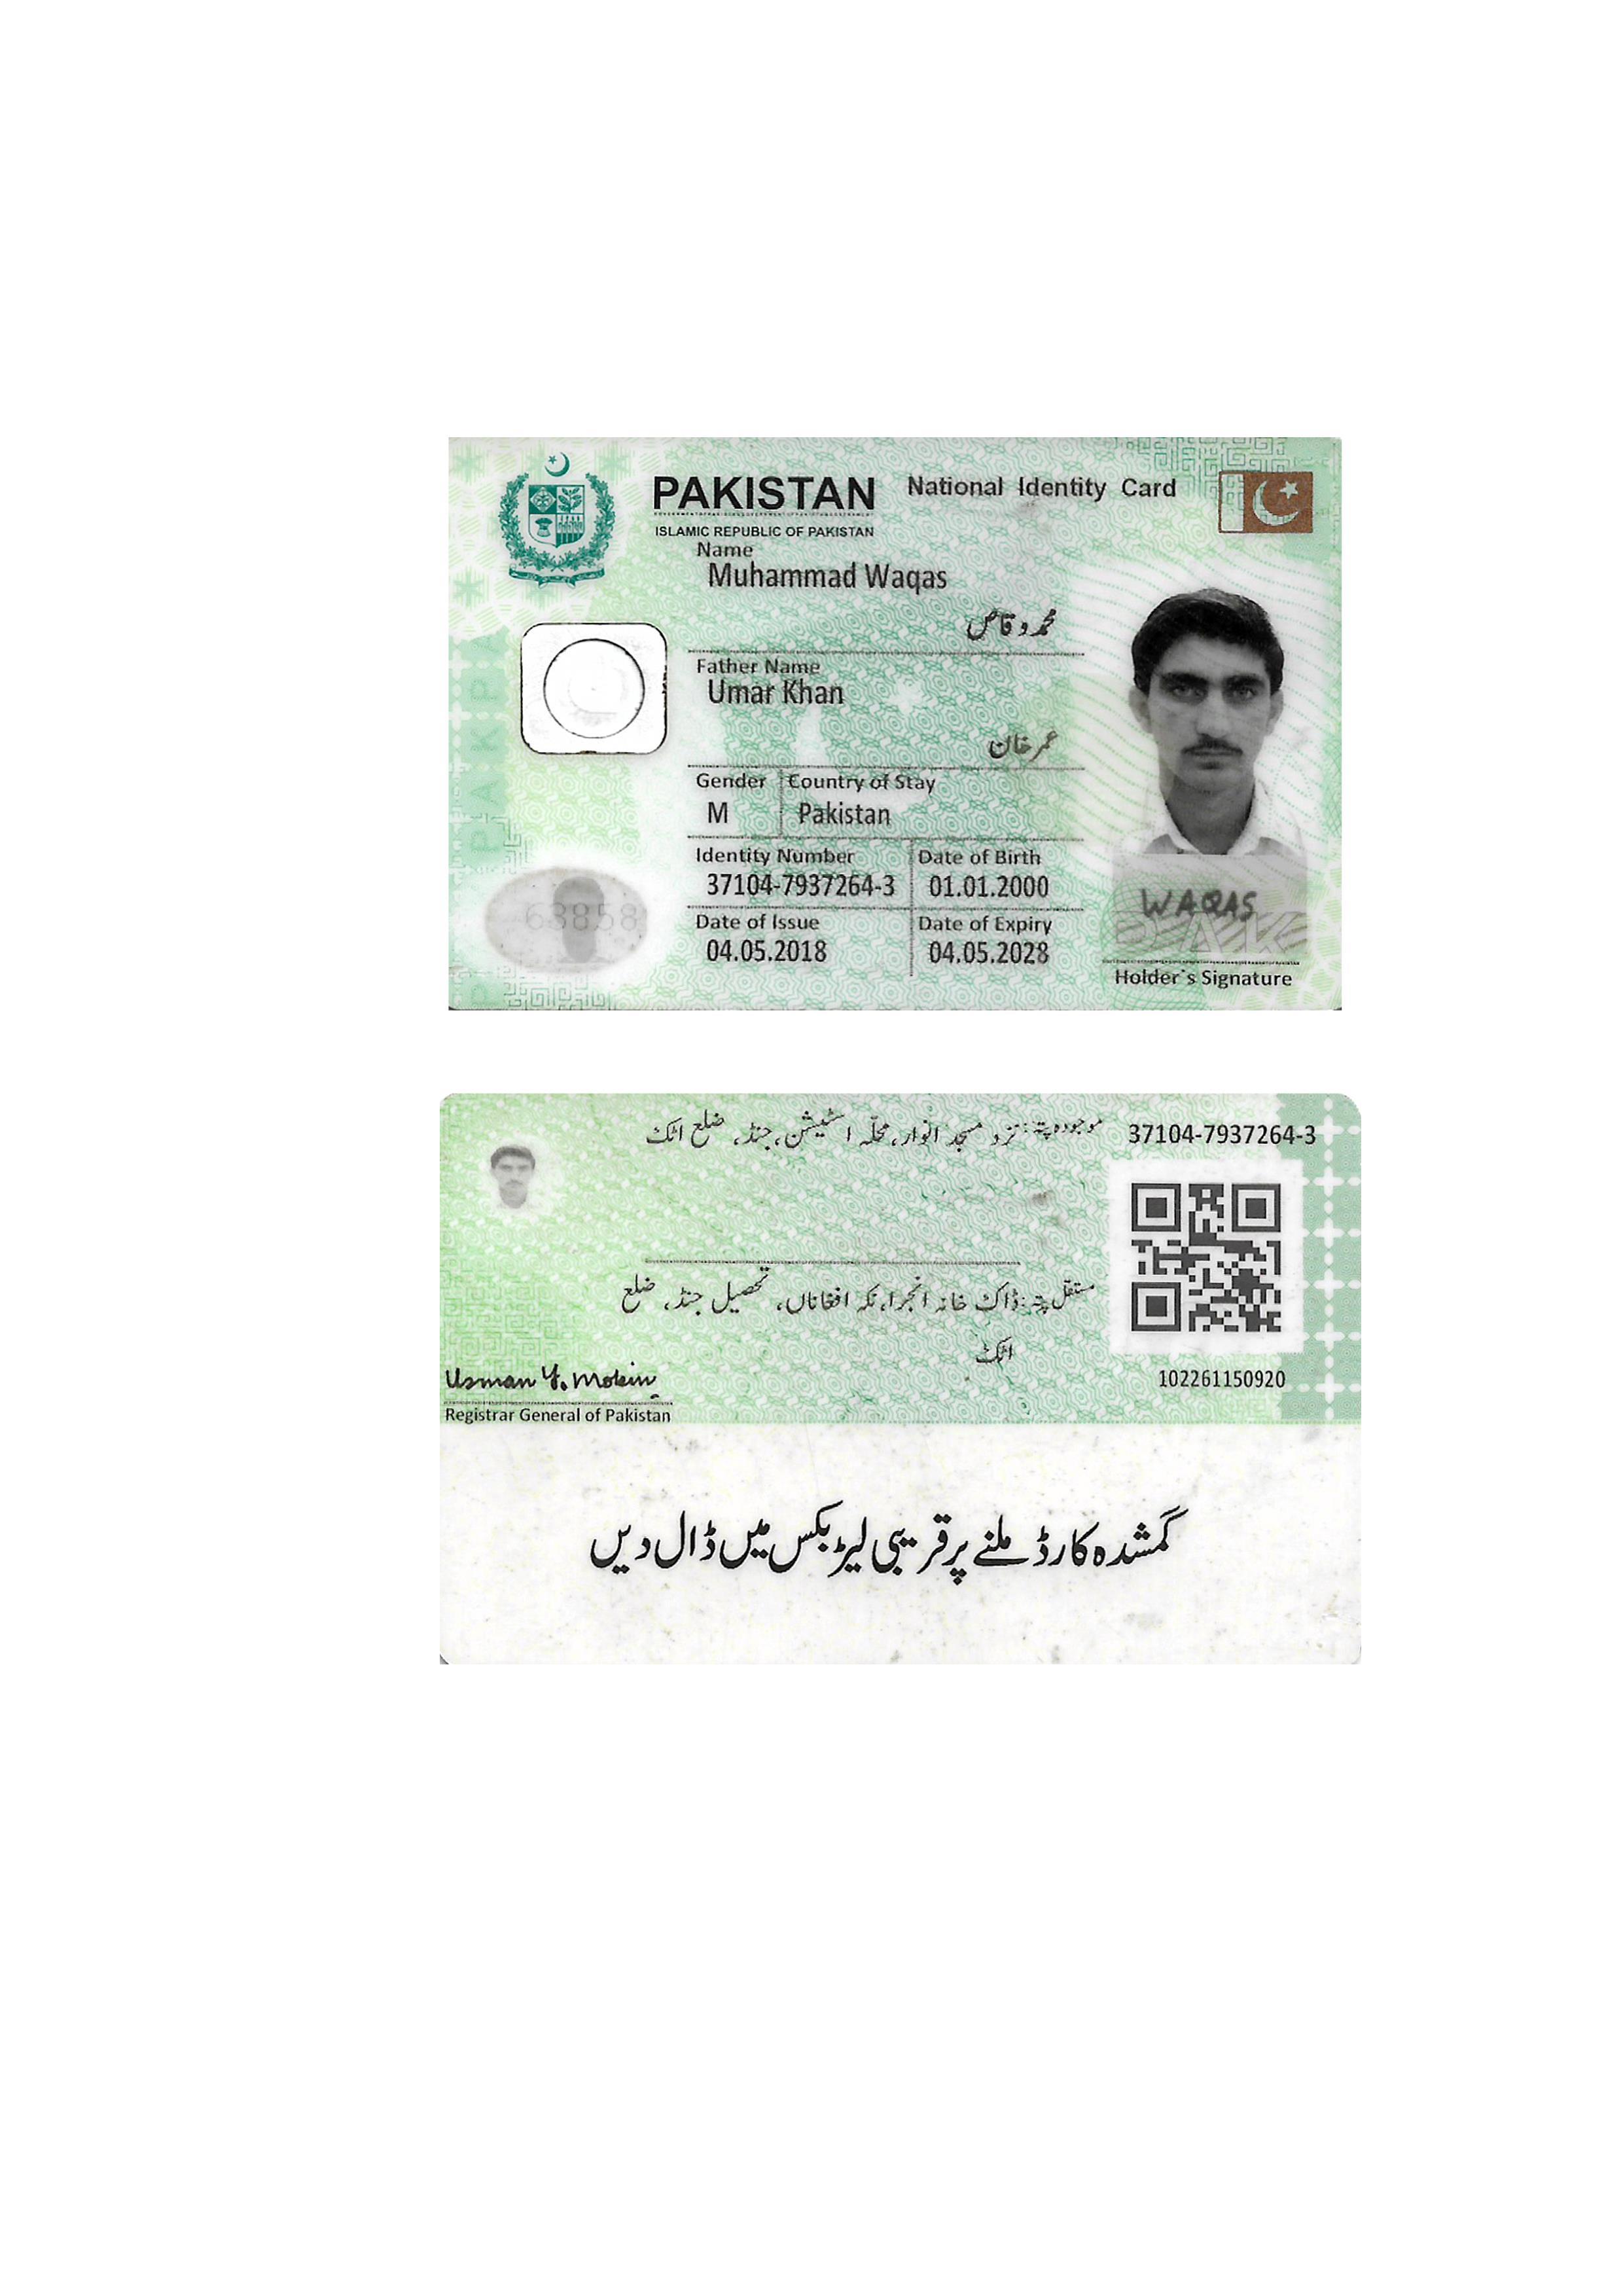 PAKISTAN
National Identity Card
ISLAMIC REPUBLIC OF PAKISTAN
Name
Muhammad Waqas
محمد وقاص
Father Name
Umar Khan
عمر خان
Gender Country of Stay
M Pakistan
Identity Number Date of Birth
37104-7937264-3 01.01.2000
Date of Issue Date of Expiry
04.05.2018 04.05.2028
63858
WAQAS
PAK
Holder's Signature
موجودہ پتہ: نزد مسجد انوار، محلہ اسٹیشن، جنڈ، ضلع اٹک
37104-7937264-3
مستقل پتہ: ڈاک خانہ انجرا، نکہ افغاناں، تحصیل جنڈ، ضلع
اٹک
102261150920
Usman Y. Mobin
Registrar General of Pakistan
گمشدہ کارڈ ملنے پر قریبی لیٹر بکس میں ڈال دیں